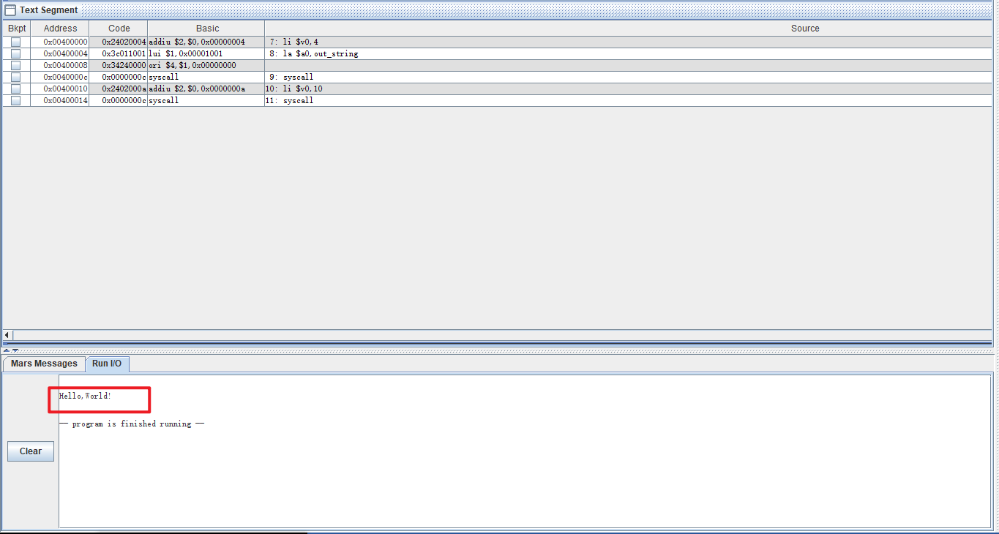 Text Segment
Bkpt Address Code Basic Source
0x00400000 0x24020004 addiu $2,$0,0x00000004 7: li $v0,4
0x00400004 0x3c011001 lui $1,0x00001001 8: la $a0,out_string
0x00400008 0x34240000 ori $4,$1,0x00000000
0x0040000c 0x0000000c syscall 9: syscall
0x00400010 0x2402000a addiu $2,$0,0x0000000a 10: li $v0,10
0x00400014 0x0000000c syscall 11: syscall
Mars Messages Run I/O
Hello,World!
-- program is finished running --
Clear